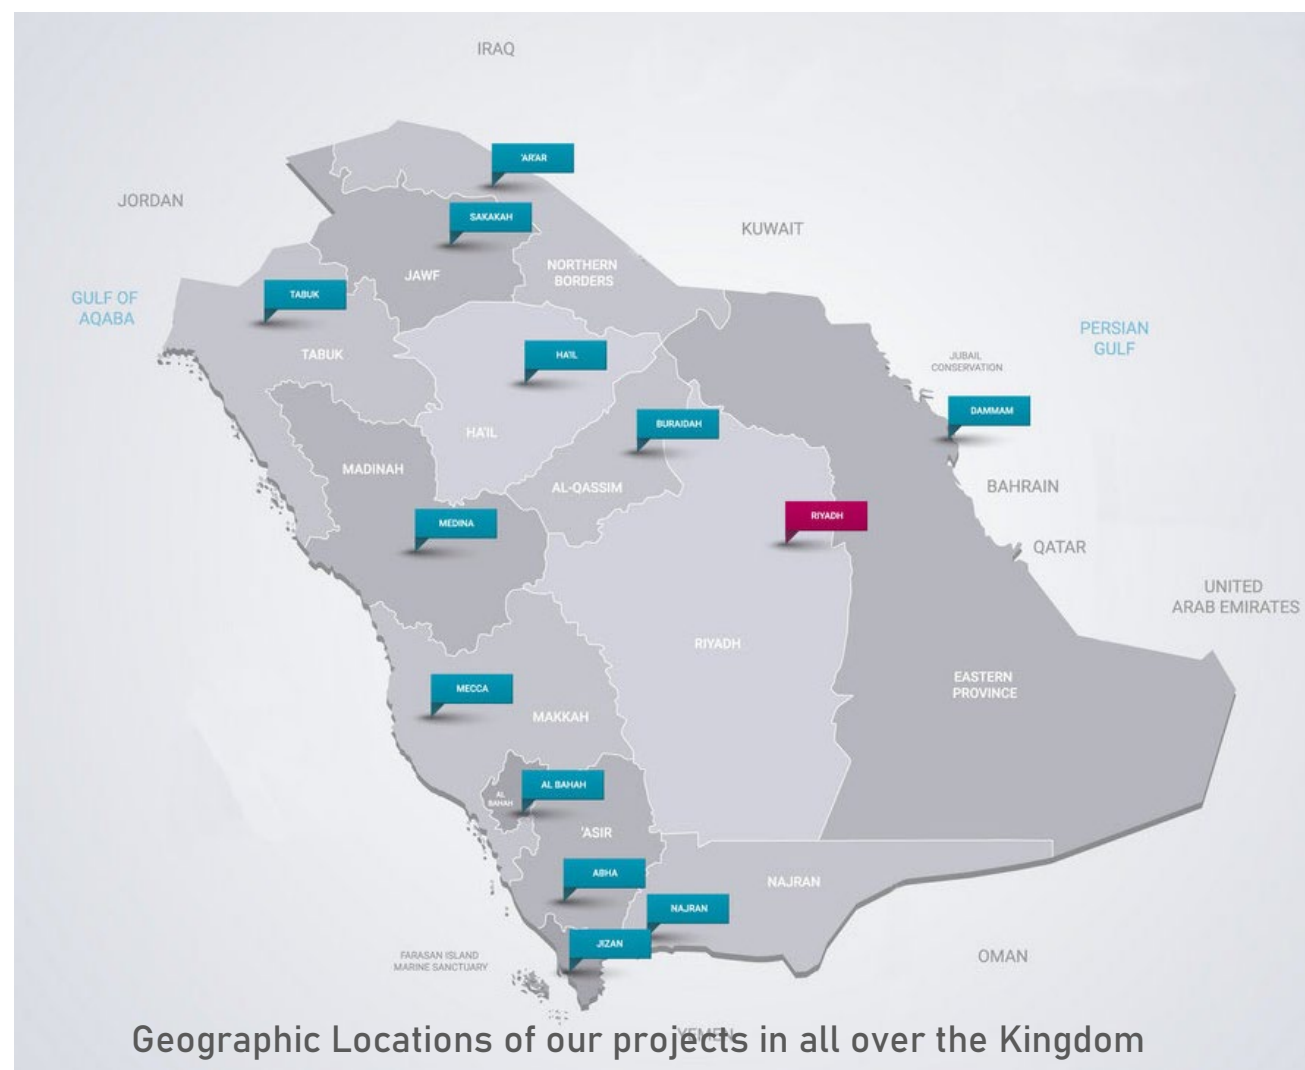 IRAQ
'AR'AR
JORDAN
SAKAKAH
KUWAIT
JAWF
NORTHERN
BORDERS
GULF OF
AQABA
TABUK
TABUK
PERSIAN
GULF
HA'IL
JUBAIL
CONSERVATION
DAMMAM
BURAIDAH
HA'IL
MADINAH
AL-QASSIM
BAHRAIN
MEDINA
RIYADH
QATAR
UNITED
ARAB EMIRATES
RIYADH
EASTERN
PROVINCE
MECCA
MAKKAH
AL BAHAH
AL
BAHAH
'ASIR
ABHA
NAJRAN
NAJRAN
JIZAN
FARASAN ISLAND
MARINE SANCTUARY
OMAN
YEMEN
Geographic Locations of our projects in all over the Kingdom